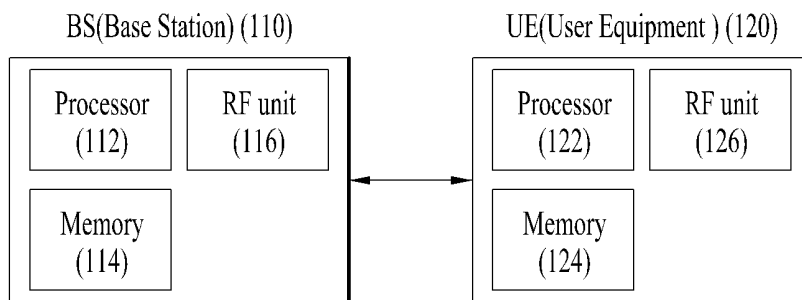 BS(Base Station) (110)
Processor
(112)
RF unit
(116)
Memory
(114)
UE(User Equipment ) (120)
Processor
(122)
RF unit
(126)
Memory
(124)